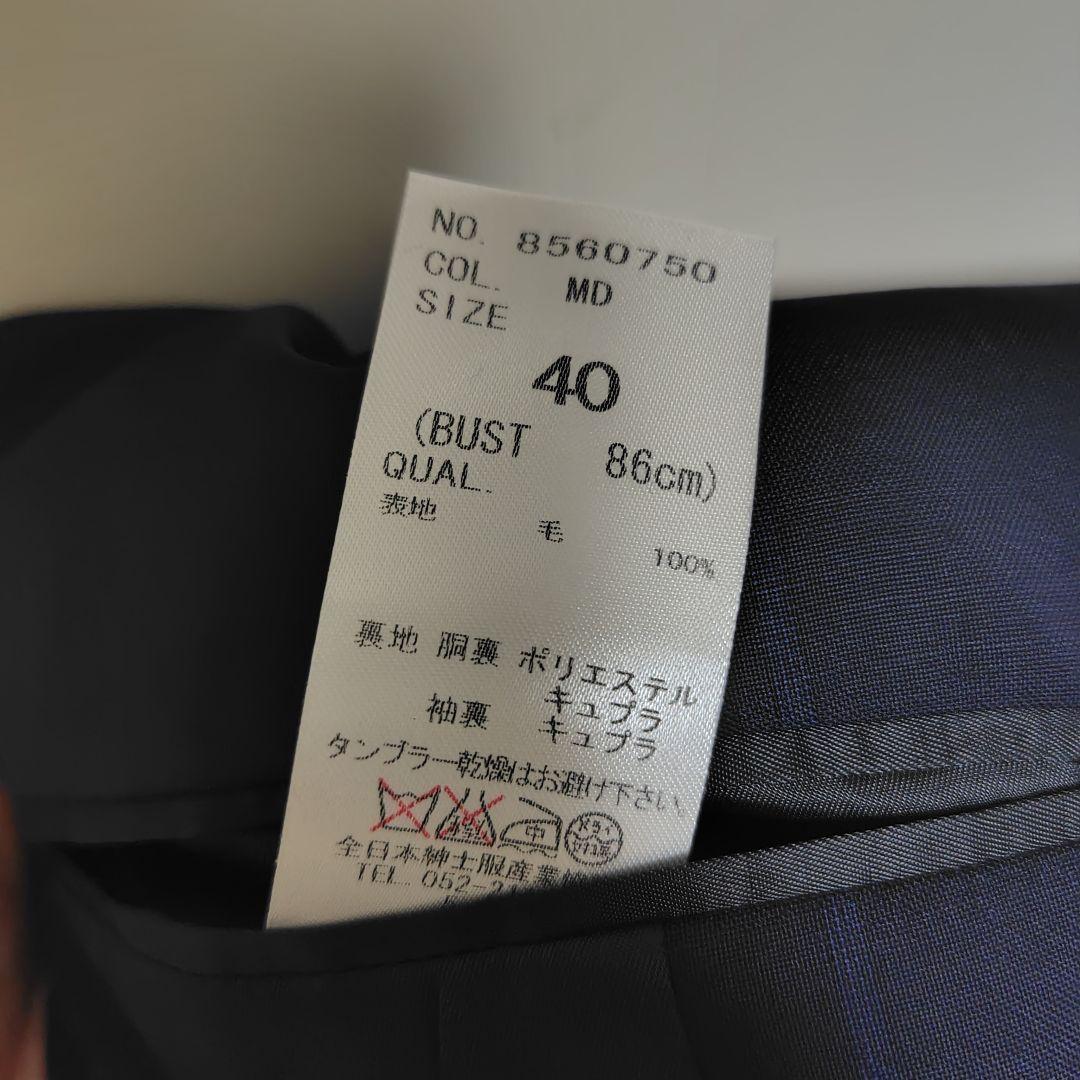 NO. 8560750
COL. MD
SIZE
40
(BUST 86cm)
QUAL.
表地 毛
100%
裏地 胴裏 ポリエステル
キュプラ
袖裏 キュプラ
タンブラー乾燥はお避け下さい。
中
全日本紳士服産業
TEL. 052-2